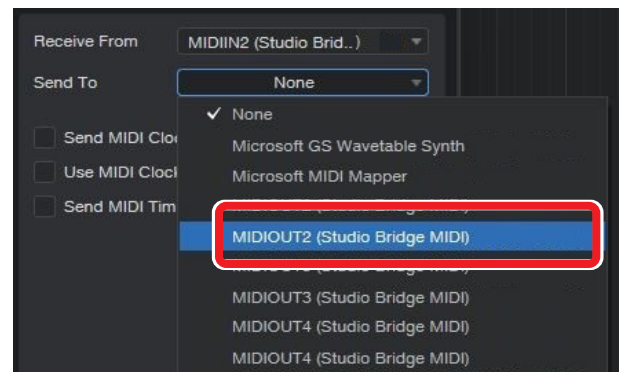 Receive From MIDIIN2 (Studio Brid..)
Send To None
✓ None
Send MIDI Clo
Microsoft GS Wavetable Synth
Use MIDI Clock
Microsoft MIDI Mapper
Send MIDI Tim
MIDIOUT2 (Studio Bridge MIDI)
MIDIOUT3 (Studio Bridge MIDI)
MIDIOUT4 (Studio Bridge MIDI)
MIDIOUT4 (Studio Bridge MIDI)